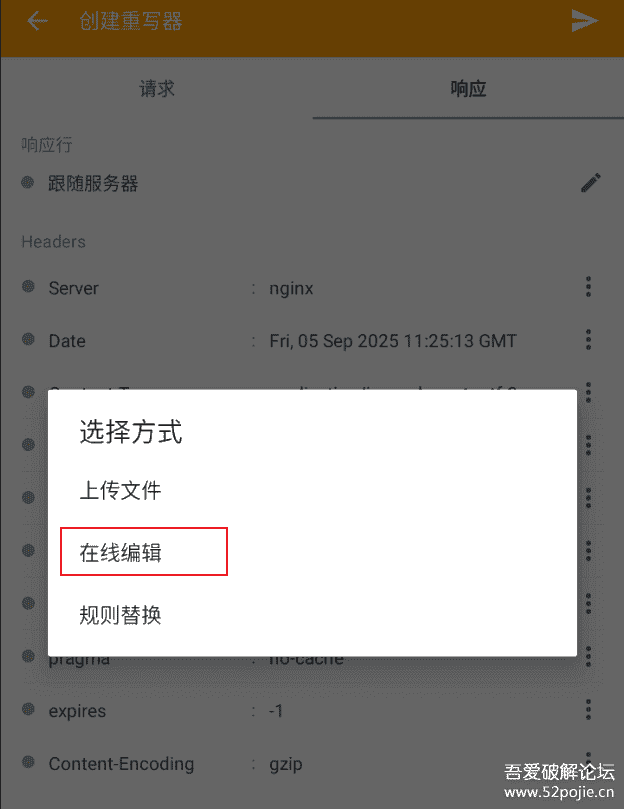 创建重写器
请求 响应
响应行
跟随服务器
Headers
Server : nginx
Date : Fri, 05 Sep 2025 11:25:13 GMT
选择方式
上传文件
在线编辑
规则替换
pragma : no-cache
expires : -1
Content-Encoding : gzip
吾爱破解论坛
www.52pojie.cn